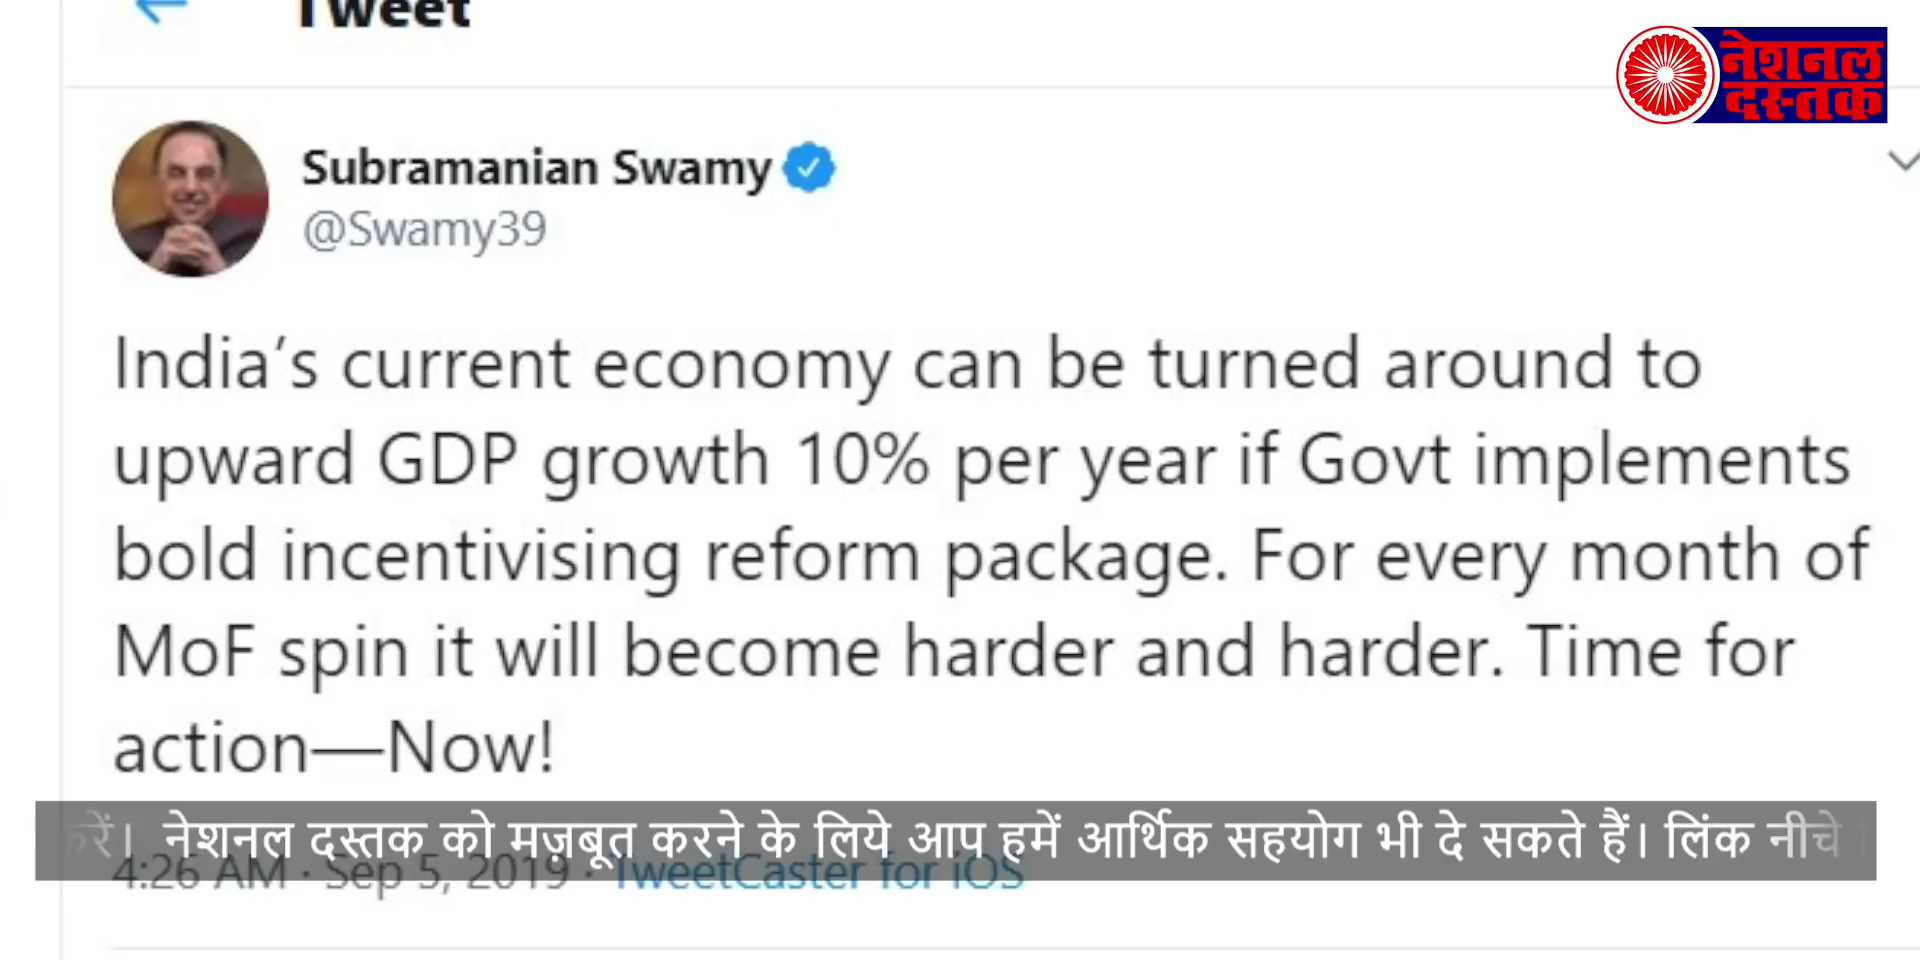 Tweet
नेशनल
दस्तक
Subramanian Swamy
@Swamy39
India’s current economy can be turned around to
upward GDP growth 10% per year if Govt implements
bold incentivising reform package. For every month of
MoF spin it will become harder and harder. Time for
action—Now!
नेशनल दस्तक को मज़बूत करने के लिये आप हमें आर्थिक सहयोग भी दे सकते हैं। लिंक नीचे
4:26 AM · Sep 5, 2019 · TweetCaster for iOS